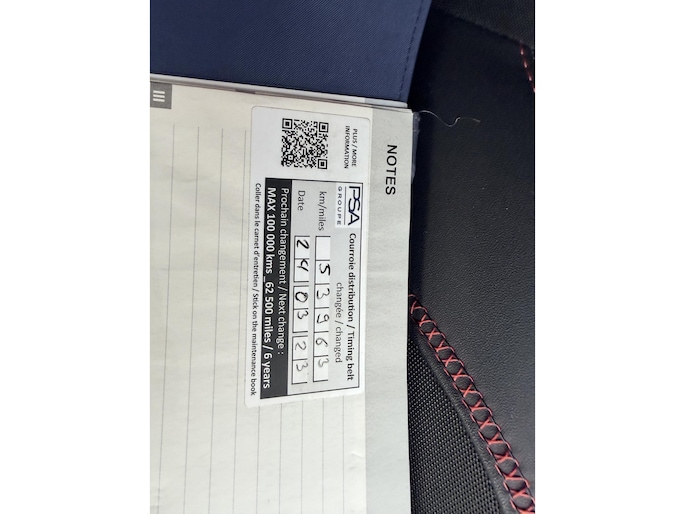 NOTES
III
PLUS / MORE
INFORMATION
PSA
GROUPE
Courroie distribution / Timing belt
changée / changed
km/miles 53963
Date 24 03 23
Prochain changement / Next change :
MAX 100 000 kms_62 500 miles / 6 years
Coller dans le carnet d'entretien / Stick on the maintenance book